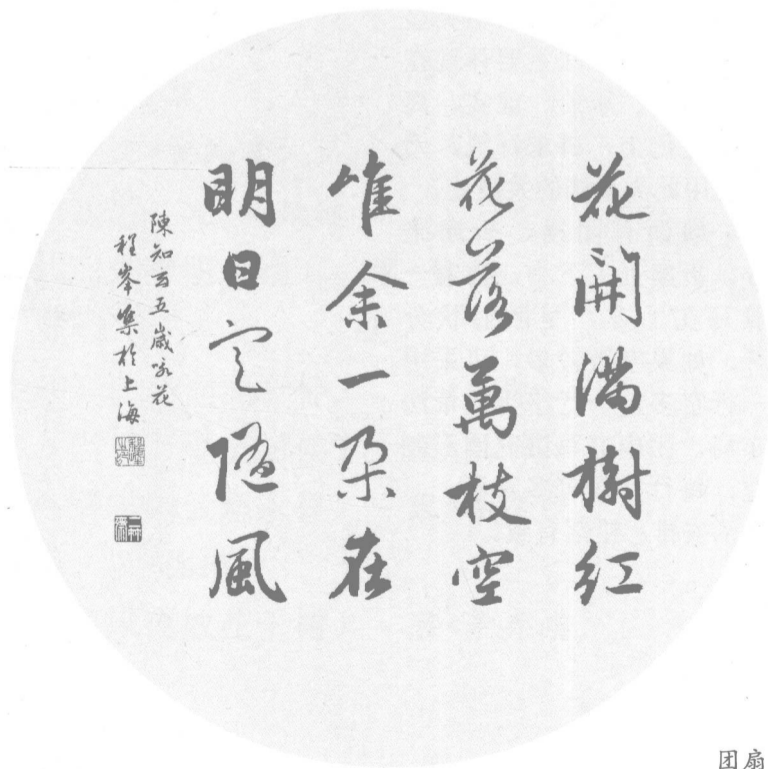 花開滿樹紅
花落萬枝空
唯余一朵在
明日定隨風
陳知玄五歲咏花
程峯集於上海
团扇